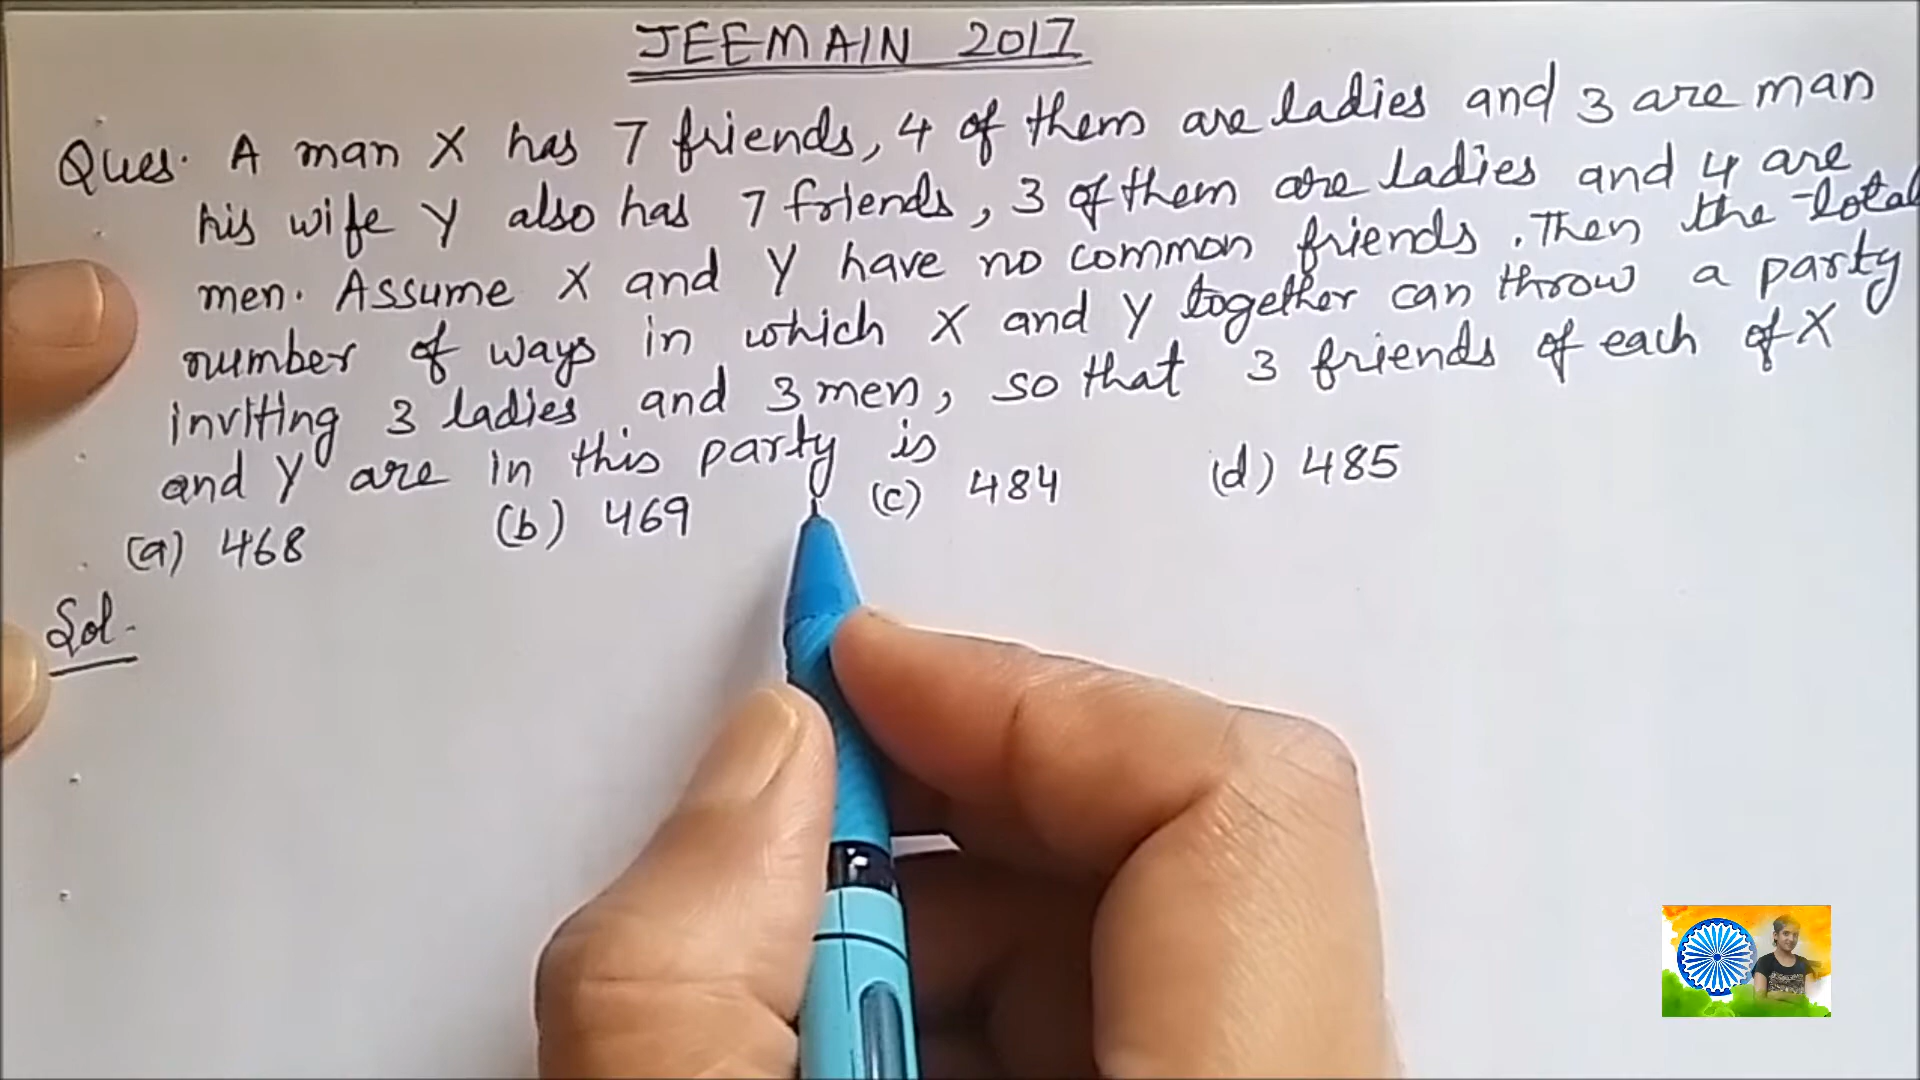 JEEMAIN 2017
Ques. A man X has 7 friends, 4 of them are ladies and 3 are man
his wife Y also has 7 friends, 3 of them are ladies and 4 are
men. Assume X and Y have no common friends. Then the total
number of ways in which X and Y together can throw a party
inviting 3 ladies and 3 men, so that 3 friends of each of X
and Y are in this party is
(a) 468 (b) 469 (c) 484 (d) 485
Sol.